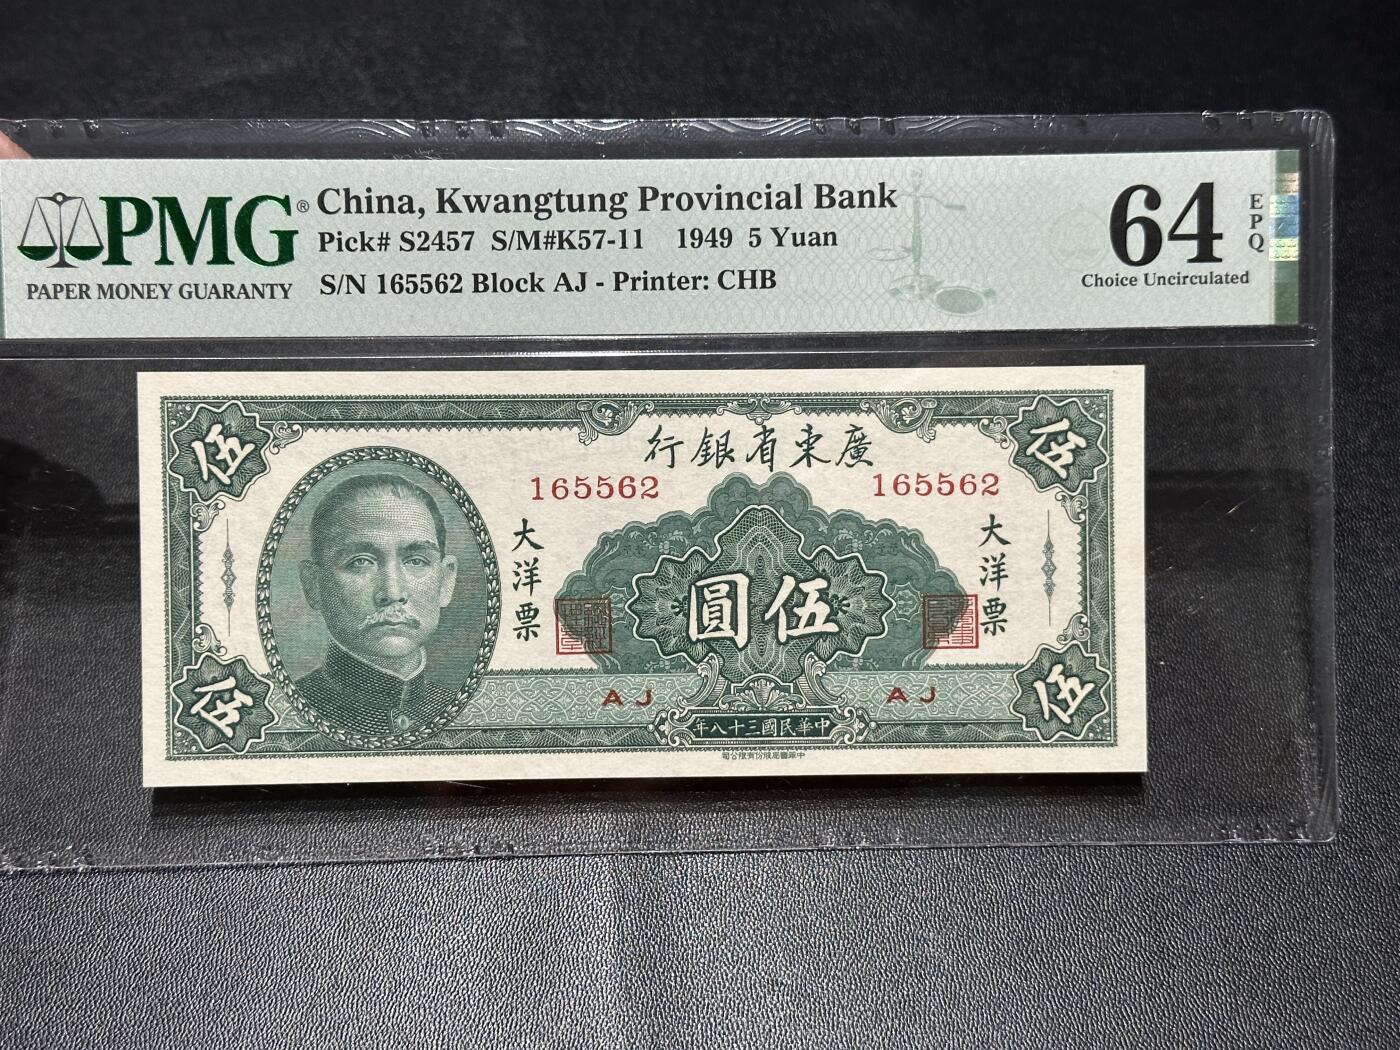 PMG®
PAPER MONEY GUARANTY
China, Kwangtung Provincial Bank
Pick# S2457 S/M#K57-11 1949 5 Yuan
S/N 165562 Block AJ - Printer: CHB
64
EPQ
Choice Uncirculated
伍
伍
行銀省東廣
165562
165562
大洋票
大洋票
圓伍
AJ
AJ
伍
伍
年八十三國民華中